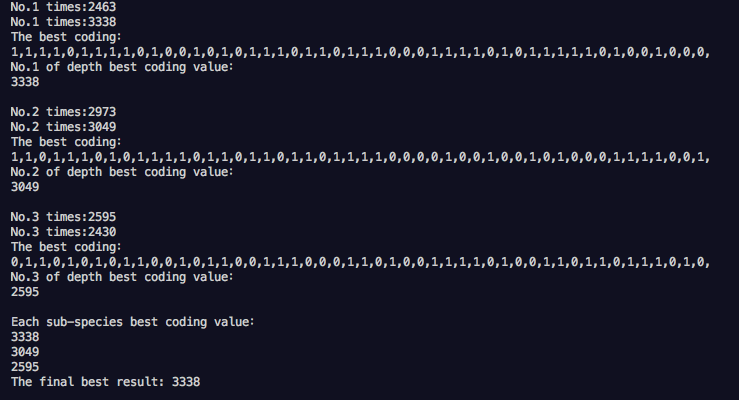 No.1 times:2463
No.1 times:3338
The best coding:
1,1,1,1,0,1,1,1,1,0,1,0,0,1,0,1,0,1,1,1,0,1,1,0,1,1,1,0,0,0,1,1,1,1,0,1,0,1,1,1,1,1,0,1,0,0,1,0,0,0,
No.1 of depth best coding value:
3338
No.2 times:2973
No.2 times:3049
The best coding:
1,1,0,1,1,1,0,1,0,1,1,1,1,0,1,1,0,1,1,0,1,1,0,1,1,1,1,0,0,0,0,1,0,0,1,0,0,1,0,1,0,0,0,1,1,1,1,0,0,1,
No.2 of depth best coding value:
3049
No.3 times:2595
No.3 times:2430
The best coding:
0,1,1,0,1,0,1,0,1,1,0,0,1,0,1,1,0,0,1,1,1,0,0,0,1,1,0,1,0,0,1,1,1,1,0,1,0,0,1,1,0,1,1,0,1,1,1,0,1,0,
No.3 of depth best coding value:
2595
Each sub-species best coding value:
3338
3049
2595
The final best result: 3338